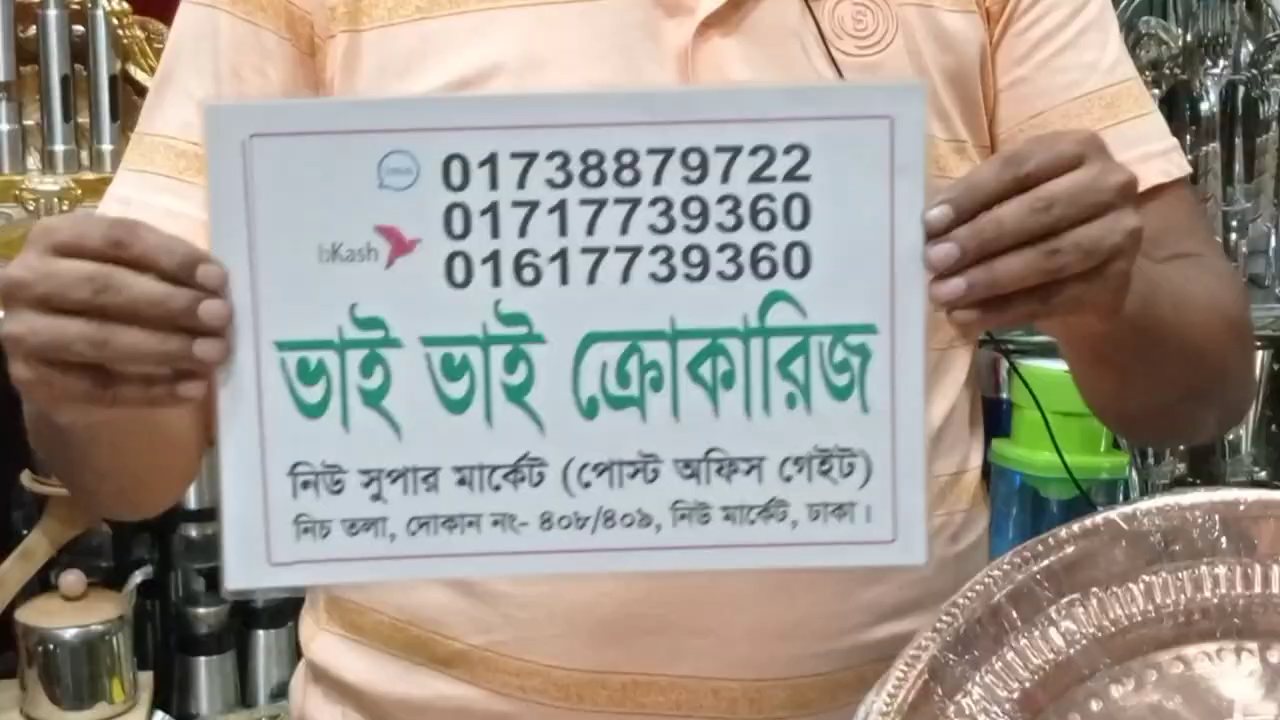 01738879722
01717739360
bKash
01617739360
ভাই ভাই ক্রোকারিজ
নিউ সুপার মার্কেট (পোস্ট অফিস গেইট)
নিচ তলা, দোকান নং- ৪০৮/৪০৯, নিউ মার্কেট, ঢাকা।